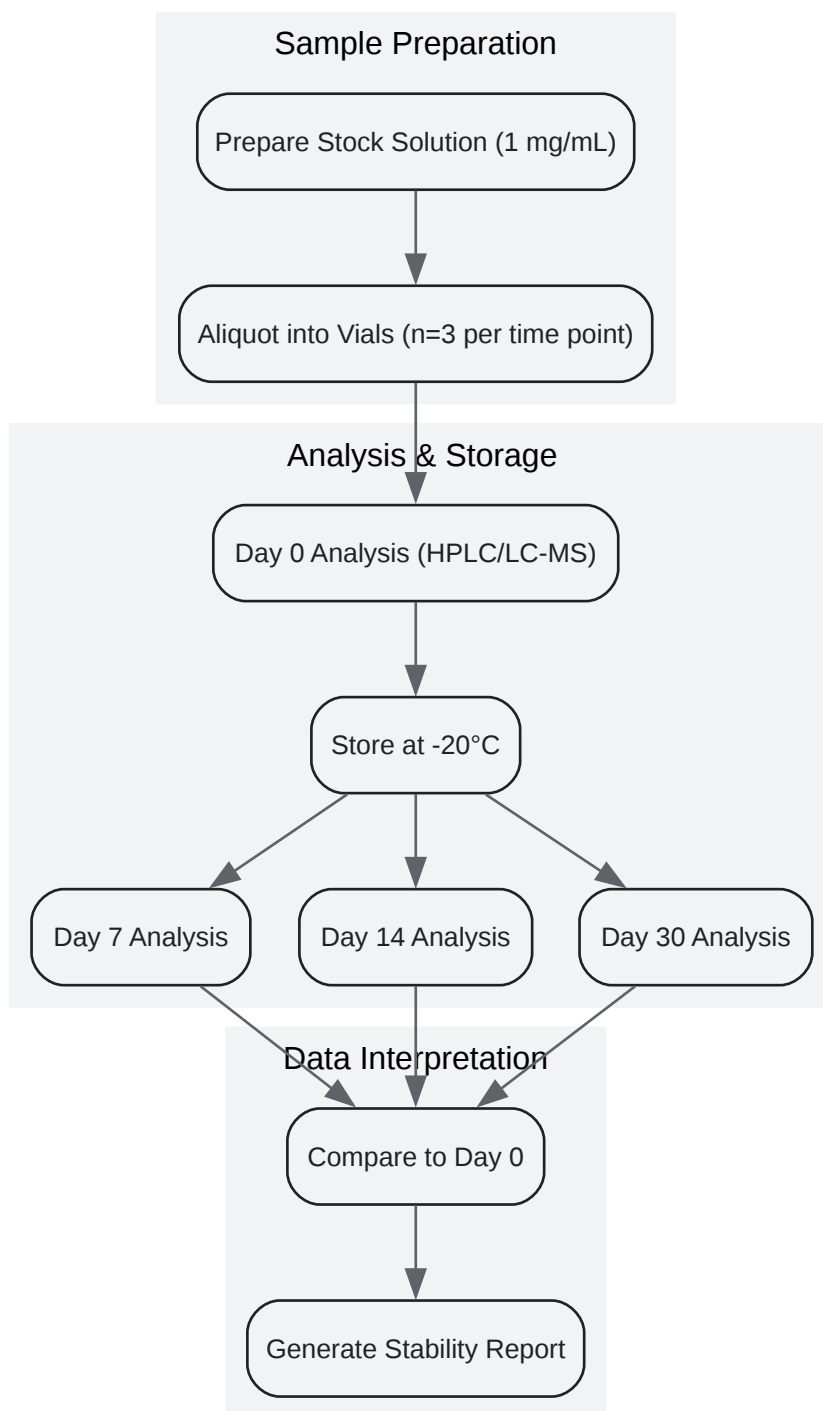 Sample Preparation
Prepare Stock Solution (1 mg/mL)
Aliquot into Vials (n=3 per time point)
Analysis & Storage
Day 0 Analysis (HPLC/LC-MS)
Store at -20°C
Day 7 Analysis
Day 14 Analysis
Day 30 Analysis
Data Interpretation
Compare to Day 0
Generate Stability Report